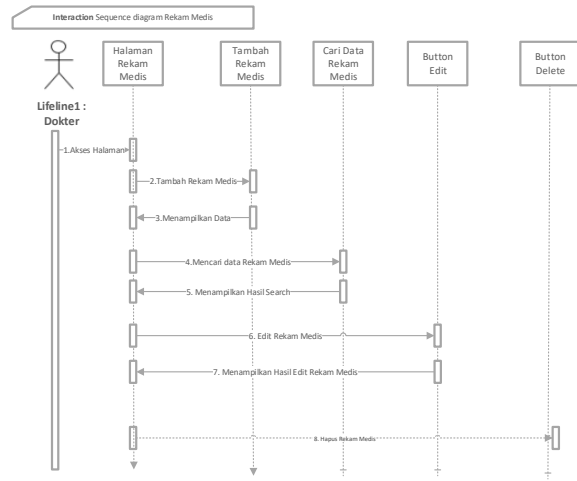 Interaction Sequence diagram Rekam Medis
Halaman
Rekam
Medis
Tambah
Rekam
Medis
Cari Data
Rekam
Medis
Button
Edit
Button
Delete
Lifeline1 :
Dokter
1.Akses Halaman
2.Tambah Rekam Medis
3.Menampilkan Data
4.Mencari data Rekam Medis
5. Menampilkan Hasil Search
6. Edit Rekam Medis
7. Menampilkan Hasil Edit Rekam Medis
8. Hapus Rekam Medis